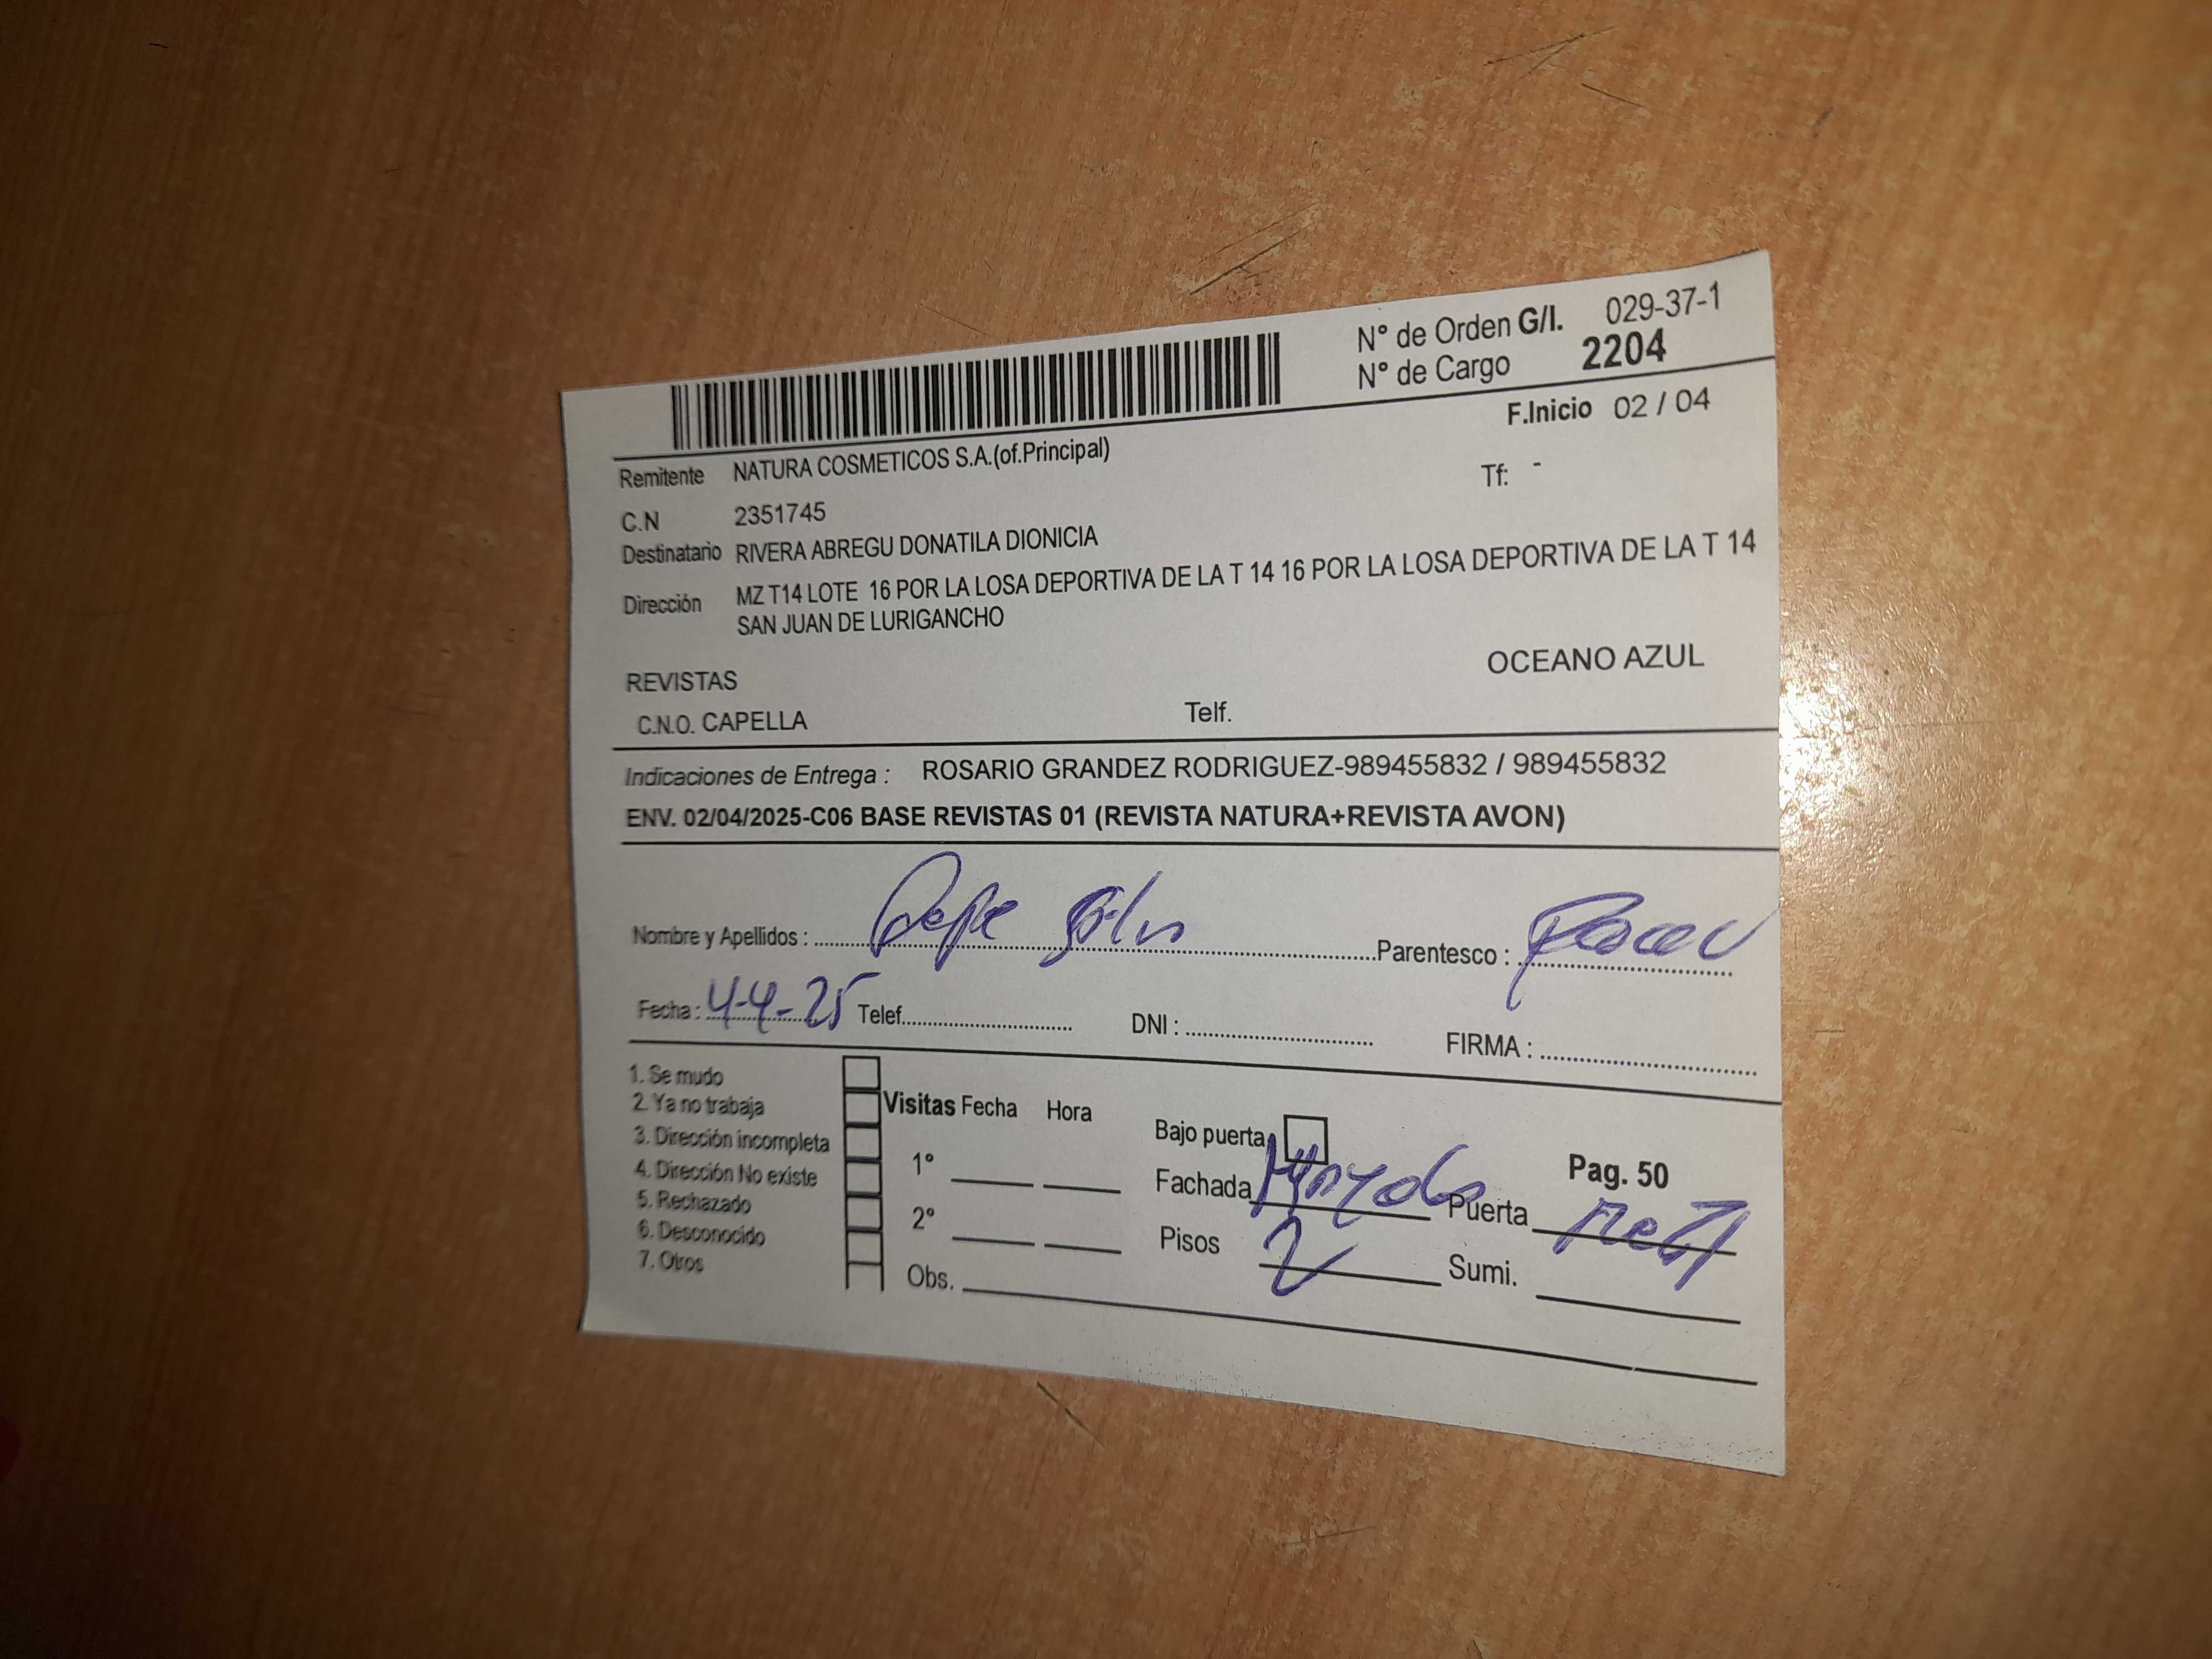 N° de Orden G/I. 029-37-1
N° de Cargo 2204
F.Inicio 02 / 04
Remitente NATURA COSMETICOS S.A.(of.Principal)
Tf: -
C.N 2351745
Destinatario RIVERA ABREGU DONATILA DIONICIA
Dirección MZ T14 LOTE 16 POR LA LOSA DEPORTIVA DE LA T 14 16 POR LA LOSA DEPORTIVA DE LA T 14
SAN JUAN DE LURIGANCHO
OCEANO AZUL
REVISTAS
C.N.O. CAPELLA Telf.
Indicaciones de Entrega : ROSARIO GRANDEZ RODRIGUEZ-989455832 / 989455832
ENV. 02/04/2025-C06 BASE REVISTAS 01 (REVISTA NATURA+REVISTA AVON)
Nombre y Apellidos : Parentesco :
Fecha : 4-4-25 Telef. DNI : FIRMA :
1. Se mudo
2. Ya no trabaja
3. Dirección incompleta
4. Dirección No existe
5. Rechazado
6. Desconocido
7. Otros
Visitas Fecha Hora
1°
2°
Obs.
Bajo puerta
Pag. 50
Fachada Puerta
Pisos 2 Sumi.